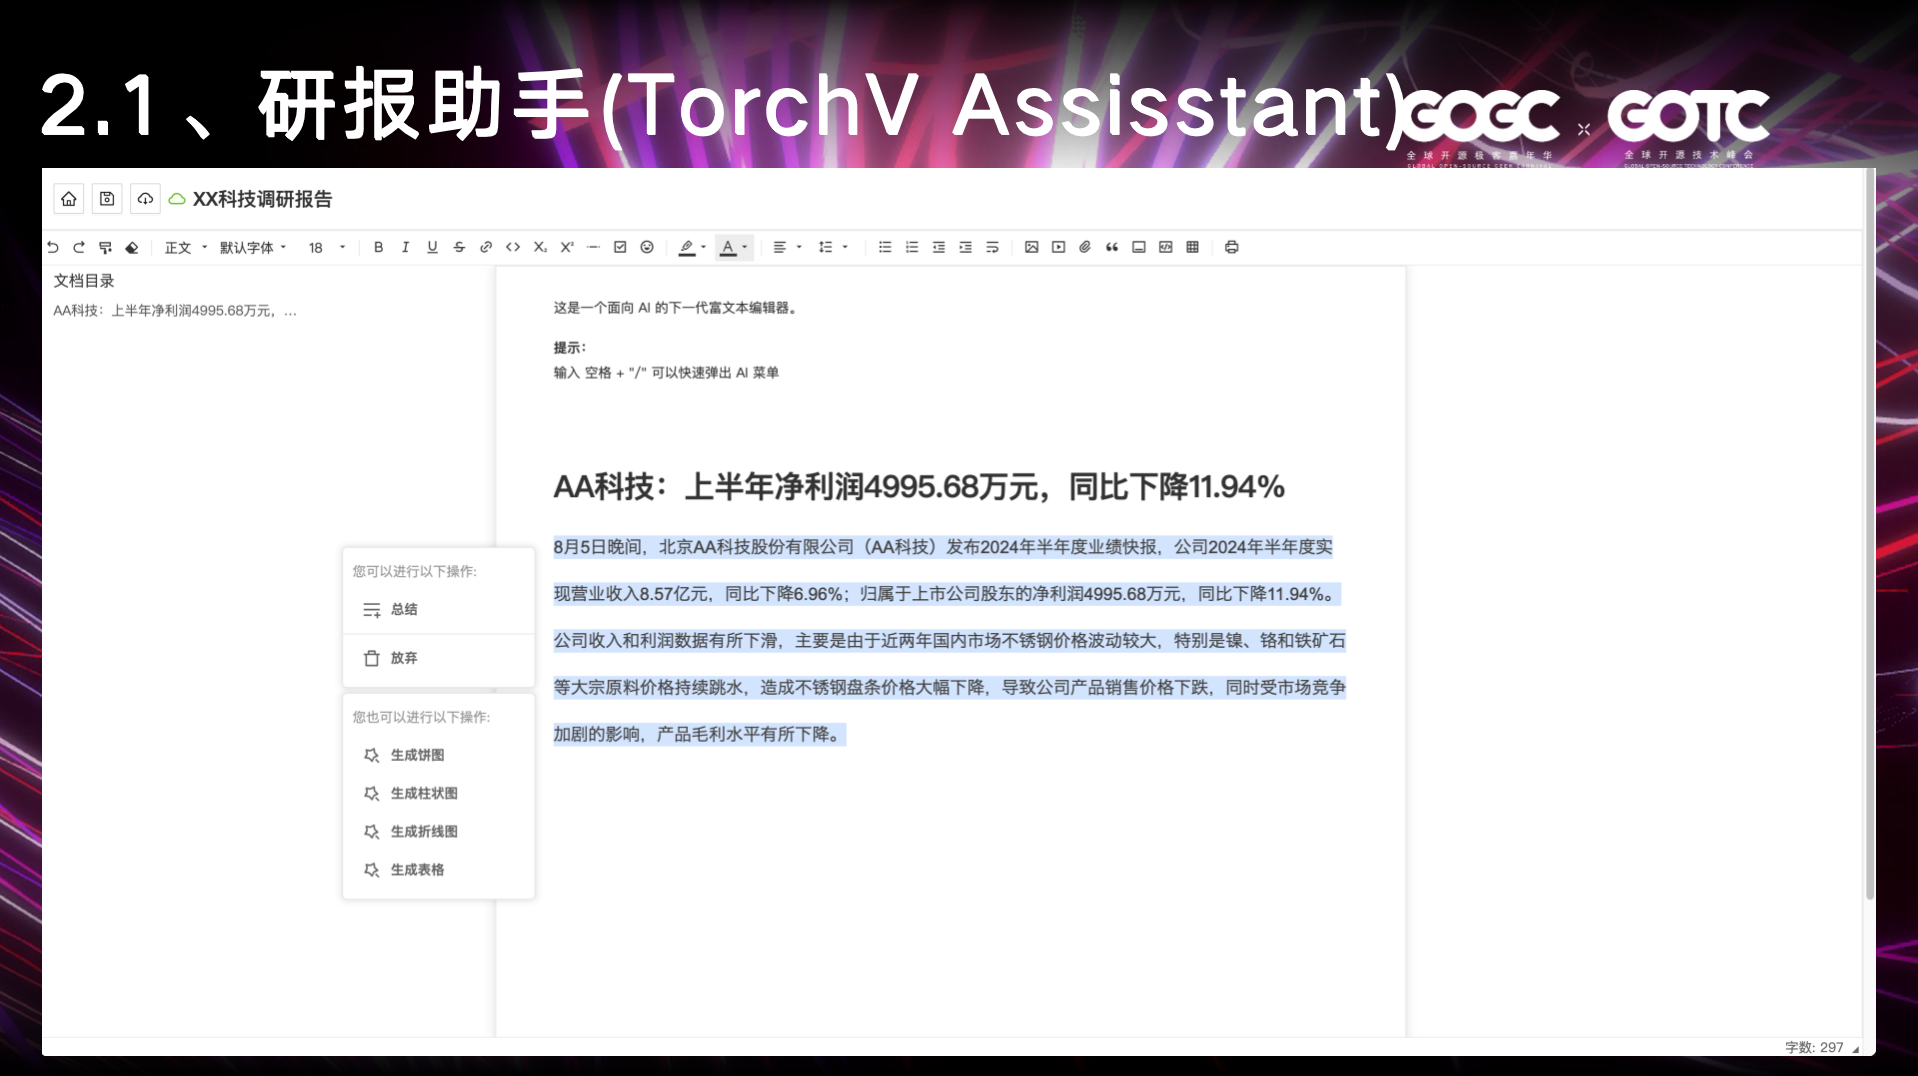 2.1、研报助手(TorchV Assisstant)
GOGC × GOTC
全球开源极客嘉年华
GLOBAL OPEN-SOURCE GEEK CARNIVAL
全球开源技术峰会
GLOBAL OPEN-SOURCE TECHNOLOGY CONFERENCE
XX科技调研报告
正文 默认字体 18
文档目录
AA科技：上半年净利润4995.68万元，...
这是一个面向 AI 的下一代富文本编辑器。
提示：
输入 空格 + "/" 可以快速弹出 AI 菜单
AA科技：上半年净利润4995.68万元，同比下降11.94%
8月5日晚间，北京AA科技股份有限公司（AA科技）发布2024年半年度业绩快报，公司2024年半年度实
现营业收入8.57亿元，同比下降6.96%；归属于上市公司股东的净利润4995.68万元，同比下降11.94%。
公司收入和利润数据有所下滑，主要是由于近两年国内市场不锈钢价格波动较大，特别是镍、铬和铁矿石
等大宗原料价格持续跳水，造成不锈钢盘条价格大幅下降，导致公司产品销售价格下跌，同时受市场竞争
加剧的影响，产品毛利水平有所下降。
您可以进行以下操作:
总结
放弃
您也可以进行以下操作:
生成饼图
生成柱状图
生成折线图
生成表格
字数: 297